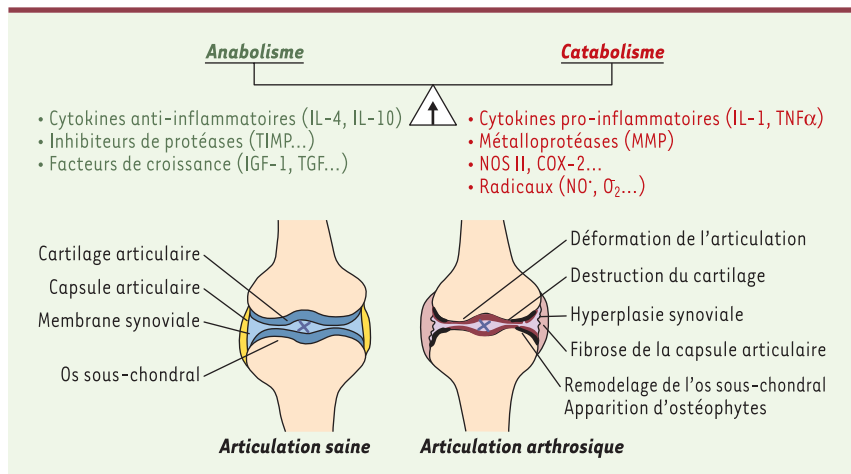 Anabolisme
Catabolisme
• Cytokines anti-inflammatoires (IL-4, IL-10)
• Inhibiteurs de protéases (TIMP...)
• Facteurs de croissance (IGF-1, TGF...)
• Cytokines pro-inflammatoires (IL-1, TNFα)
• Métalloprotéases (MMP)
• NOS II, COX-2...
• Radicaux (NO˙, O₂⁻...)
Cartilage articulaire
Capsule articulaire
Membrane synoviale
Os sous-chondral
Déformation de l'articulation
Destruction du cartilage
Hyperplasie synoviale
Fibrose de la capsule articulaire
Remodelage de l'os sous-chondral
Apparition d'ostéophytes
Articulation saine
Articulation arthrosique